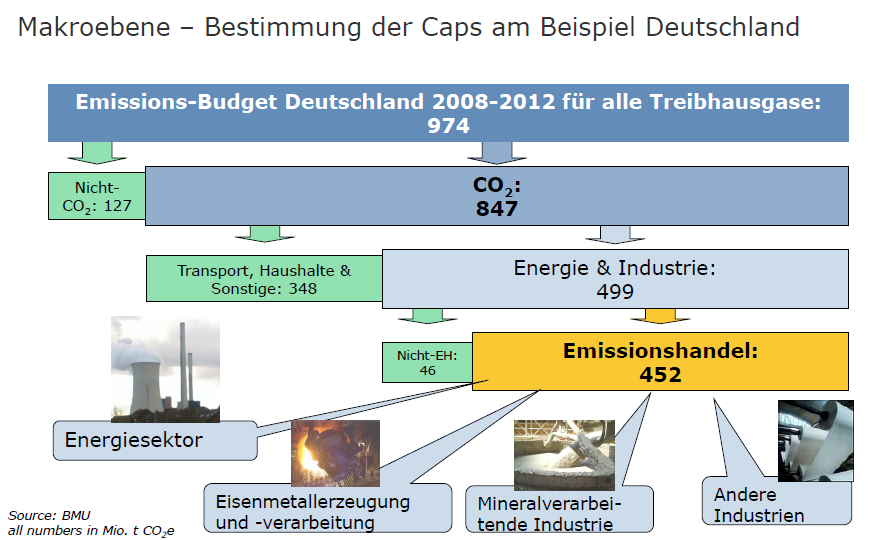 Makroebene – Bestimmung der Caps am Beispiel Deutschland
Emissions-Budget Deutschland 2008-2012 für alle Treibhausgase:
974
Nicht-
CO₂: 127
CO₂:
847
Transport, Haushalte &
Sonstige: 348
Energie & Industrie:
499
Nicht-EH:
46
Emissionshandel:
452
Energiesektor
Eisenmetallerzeugung
und -verarbeitung
Mineralverarbei-
tende Industrie
Andere
Industrien
Source: BMU
all numbers in Mio. t CO₂e